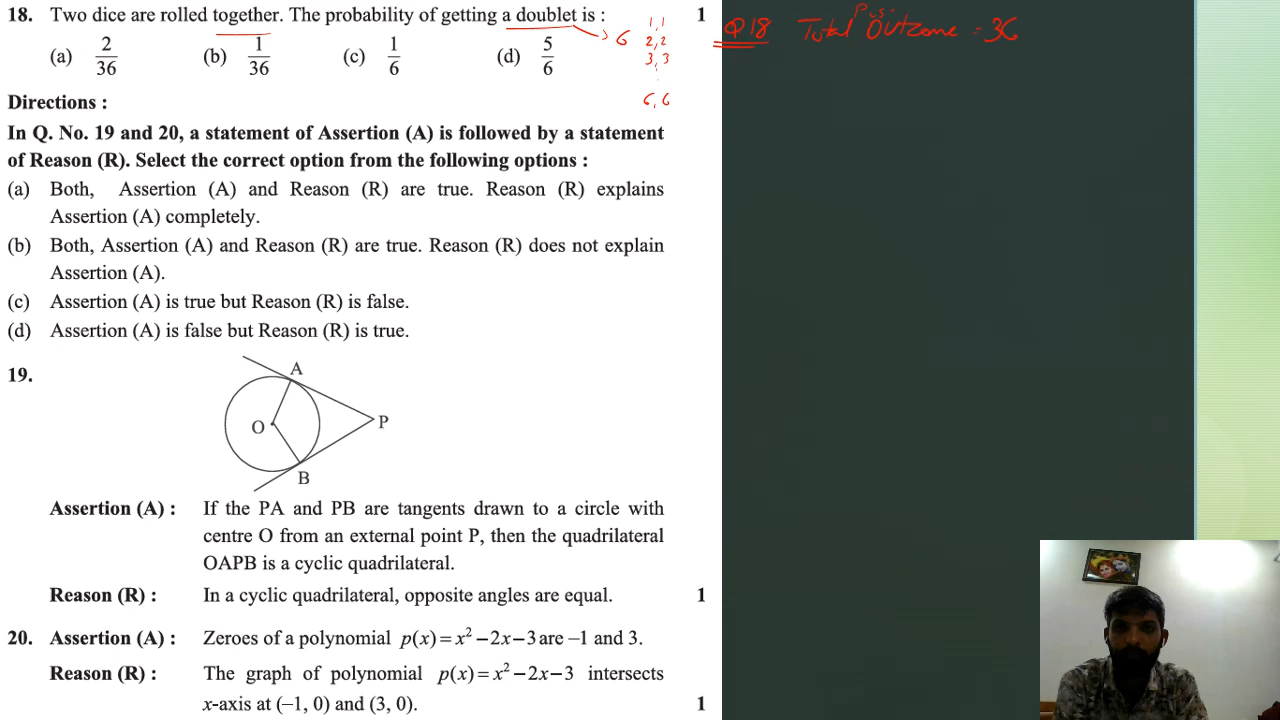 18. Two dice are rolled together. The probability of getting a doublet is : 1
(a) 2/36 (b) 1/36 (c) 1/6 (d) 5/6
6
1,1
2,2
3,3
6,6
Q18 Total Outcome = 36
Directions :
In Q. No. 19 and 20, a statement of Assertion (A) is followed by a statement
of Reason (R). Select the correct option from the following options :
(a) Both, Assertion (A) and Reason (R) are true. Reason (R) explains
Assertion (A) completely.
(b) Both, Assertion (A) and Reason (R) are true. Reason (R) does not explain
Assertion (A).
(c) Assertion (A) is true but Reason (R) is false.
(d) Assertion (A) is false but Reason (R) is true.
19.
A
O
P
B
Assertion (A) : If the PA and PB are tangents drawn to a circle with
centre O from an external point P, then the quadrilateral
OAPB is a cyclic quadrilateral.
Reason (R) : In a cyclic quadrilateral, opposite angles are equal. 1
20. Assertion (A) : Zeroes of a polynomial p(x) = x² − 2x − 3 are −1 and 3.
Reason (R) : The graph of polynomial p(x) = x² − 2x − 3 intersects
x-axis at (−1, 0) and (3, 0). 1